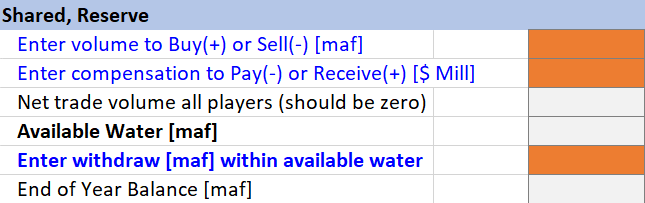 Shared, Reserve
Enter volume to Buy(+) or Sell(-) [maf]
Enter compensation to Pay(-) or Receive(+) [$ Mill]
Net trade volume all players (should be zero)
Available Water [maf]
Enter withdraw [maf] within available water
End of Year Balance [maf]